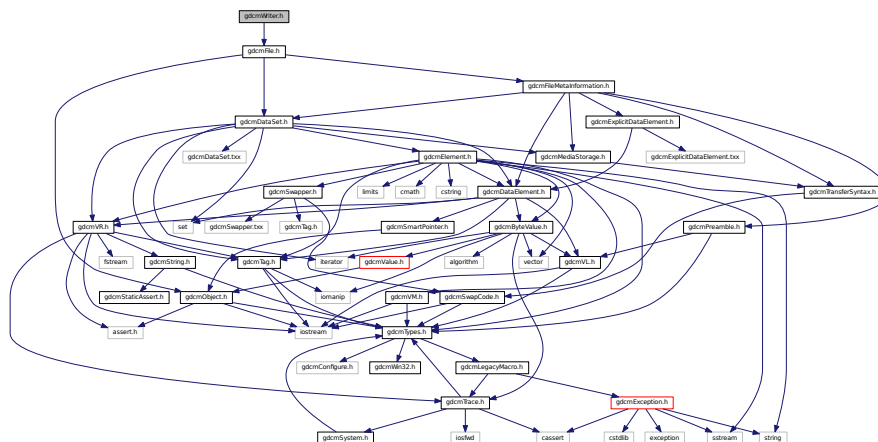 gdcmWriter.h
gdcmFile.h
gdcmFileMetaInformation.h
gdcmDataSet.h
gdcmExplicitDataElement.h
gdcmDataSet.txx
gdcmElement.h
gdcmMediaStorage.h
gdcmExplicitDataElement.txx
gdcmSwapper.h
limits
cmath
cstring
gdcmDataElement.h
gdcmTransferSyntax.h
gdcmVR.h
set
gdcmSwapper.txx
gdcmTag.h
gdcmSmartPointer.h
gdcmByteValue.h
gdcmPreamble.h
fstream
gdcmString.h
gdcmTag.h
iterator
gdcmValue.h
algorithm
vector
gdcmVL.h
gdcmStaticAssert.h
gdcmObject.h
iomanip
gdcmVM.h
gdcmSwapCode.h
assert.h
iostream
gdcmTypes.h
gdcmConfigure.h
gdcmWin32.h
gdcmLegacyMacro.h
gdcmTrace.h
gdcmException.h
gdcmSystem.h
iosfwd
cassert
cstdlib
exception
sstream
string